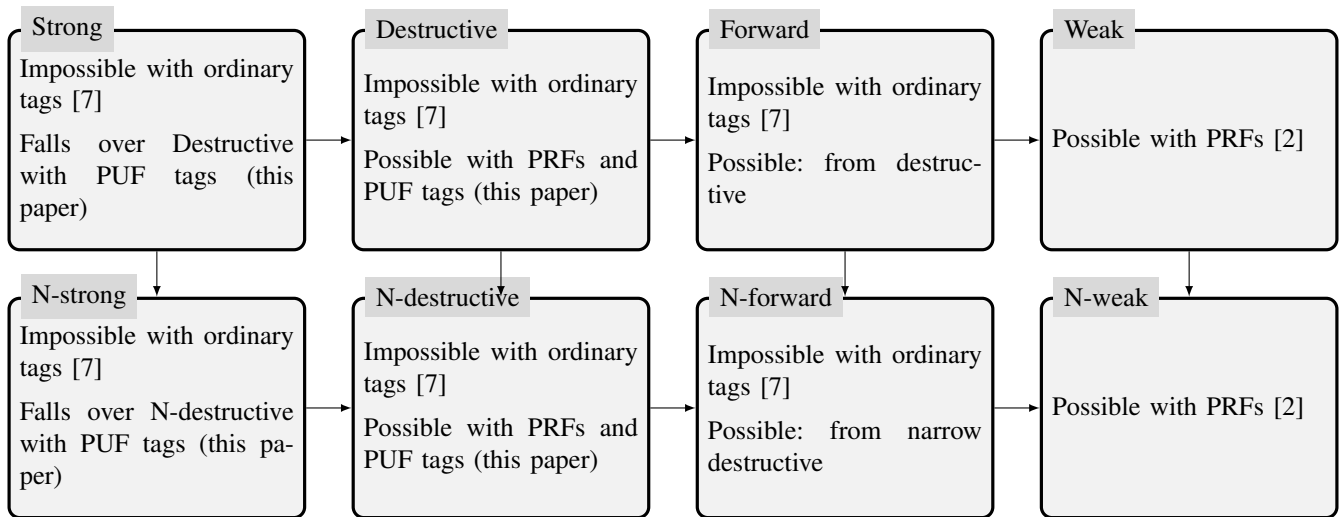 Strong
Impossible with ordinary
tags [7]
Falls over Destructive
with PUF tags (this
paper)
Destructive
Impossible with ordinary
tags [7]
Possible with PRFs and
PUF tags (this paper)
Forward
Impossible with ordinary
tags [7]
Possible: from destruc-
tive
Weak
Possible with PRFs [2]
N-strong
Impossible with ordinary
tags [7]
Falls over N-destructive
with PUF tags (this pa-
per)
N-destructive
Impossible with ordinary
tags [7]
Possible with PRFs and
PUF tags (this paper)
N-forward
Impossible with ordinary
tags [7]
Possible: from narrow
destructive
N-weak
Possible with PRFs [2]